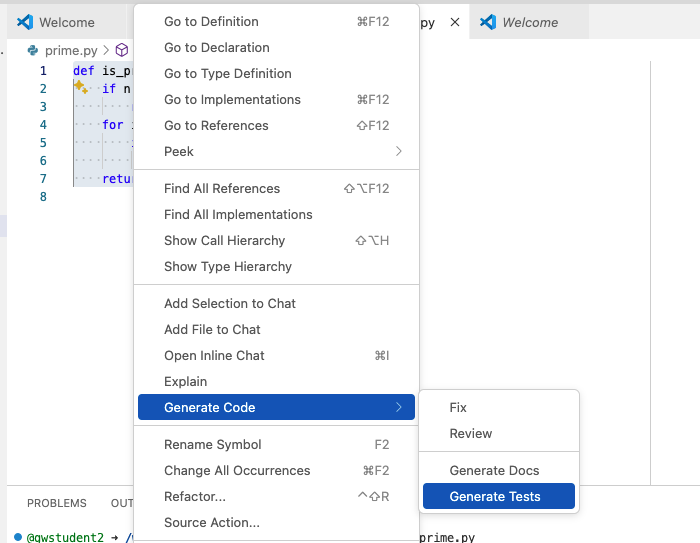 Welcome
py
Welcome
prime.py
1 def is_p
2 if n
3
4 for i
5
6
7 retu
8
Go to Definition ⌘F12
Go to Declaration
Go to Type Definition
Go to Implementations ⌘F12
Go to References ⇧F12
Peek
Find All References ⇧⌥F12
Find All Implementations
Show Call Hierarchy ⇧⌥H
Show Type Hierarchy
Add Selection to Chat
Add File to Chat
Open Inline Chat ⌘I
Explain
Generate Code
Fix
Review
Generate Docs
Generate Tests
Rename Symbol F2
Change All Occurrences ⌘F2
Refactor... ^⇧R
Source Action...
PROBLEMS OUT
@gwstudent2 → /
prime.py